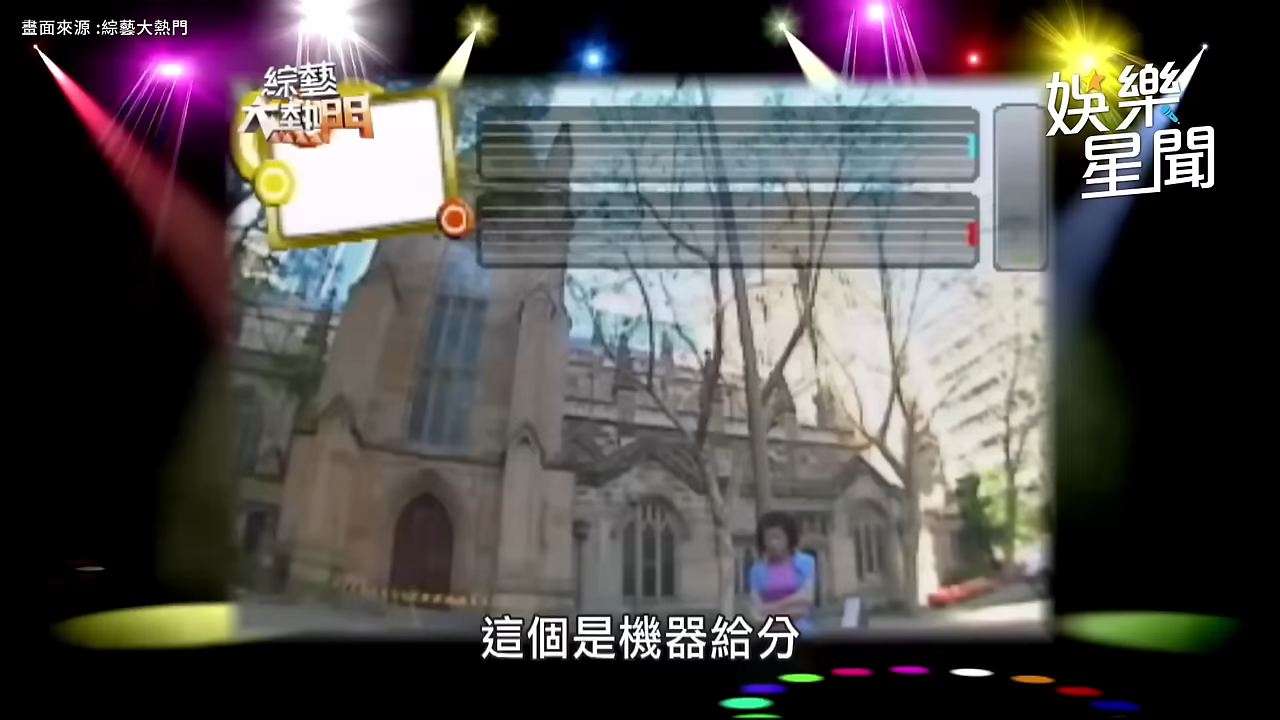 畫面來源 :綜藝大熱門
綜藝
大熱門
娛樂
星聞
這個是機器給分